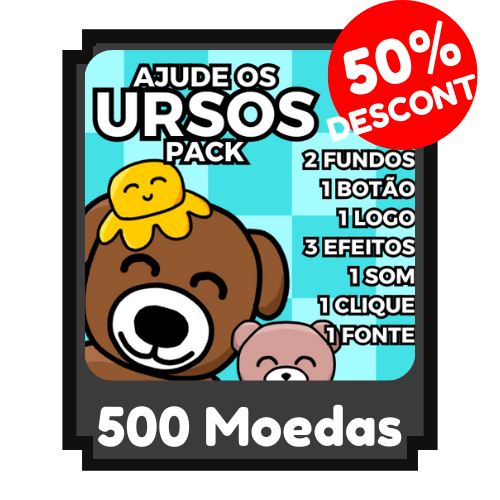 50%
DESCONT
AJUDE OS
URSOS
PACK
2 FUNDOS
1 BOTÃO
1 LOGO
3 EFEITOS
1 SOM
1 CLIQUE
1 FONTE
500 Moedas